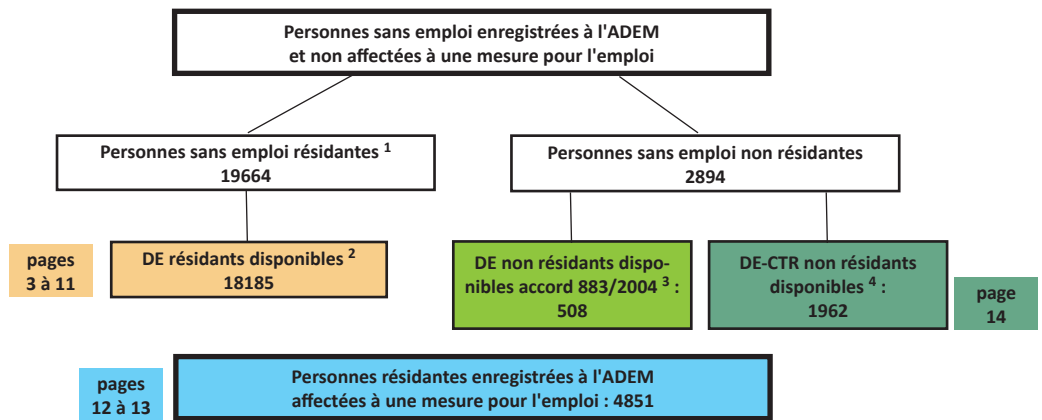 Personnes sans emploi enregistrées à l'ADEM
et non affectées à une mesure pour l'emploi
Personnes sans emploi résidantes 1
19664
Personnes sans emploi non résidantes
2894
pages
3 à 11
DE résidants disponibles 2
18185
DE non résidants dispo-
nibles accord 883/2004 3 :
508
DE-CTR non résidants
disponibles 4 :
1962
page
14
pages
12 à 13
Personnes résidantes enregistrées à l'ADEM
affectées à une mesure pour l'emploi : 4851